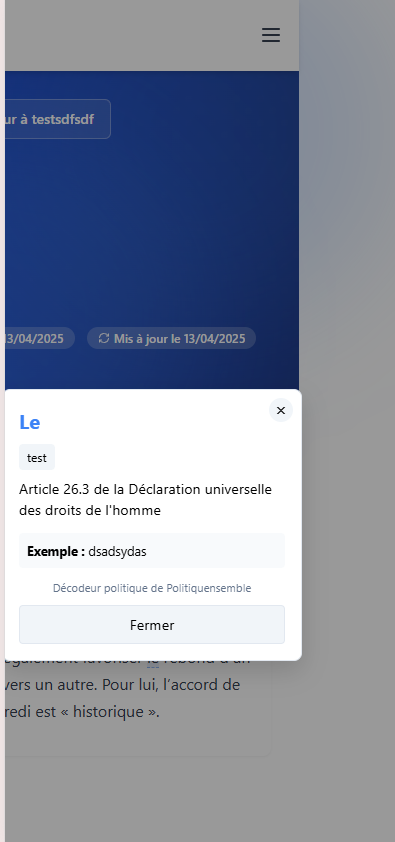 ur à testsdfsdf
13/04/2025
Mis à jour le 13/04/2025
Le
test
Article 26.3 de la Déclaration universelle
des droits de l'homme
Exemple : dsadsydas
Décodeur politique de Politiquensemble
Fermer
également favoriser le rebond d'un
vers un autre. Pour lui, l'accord de
redi est « historique ».